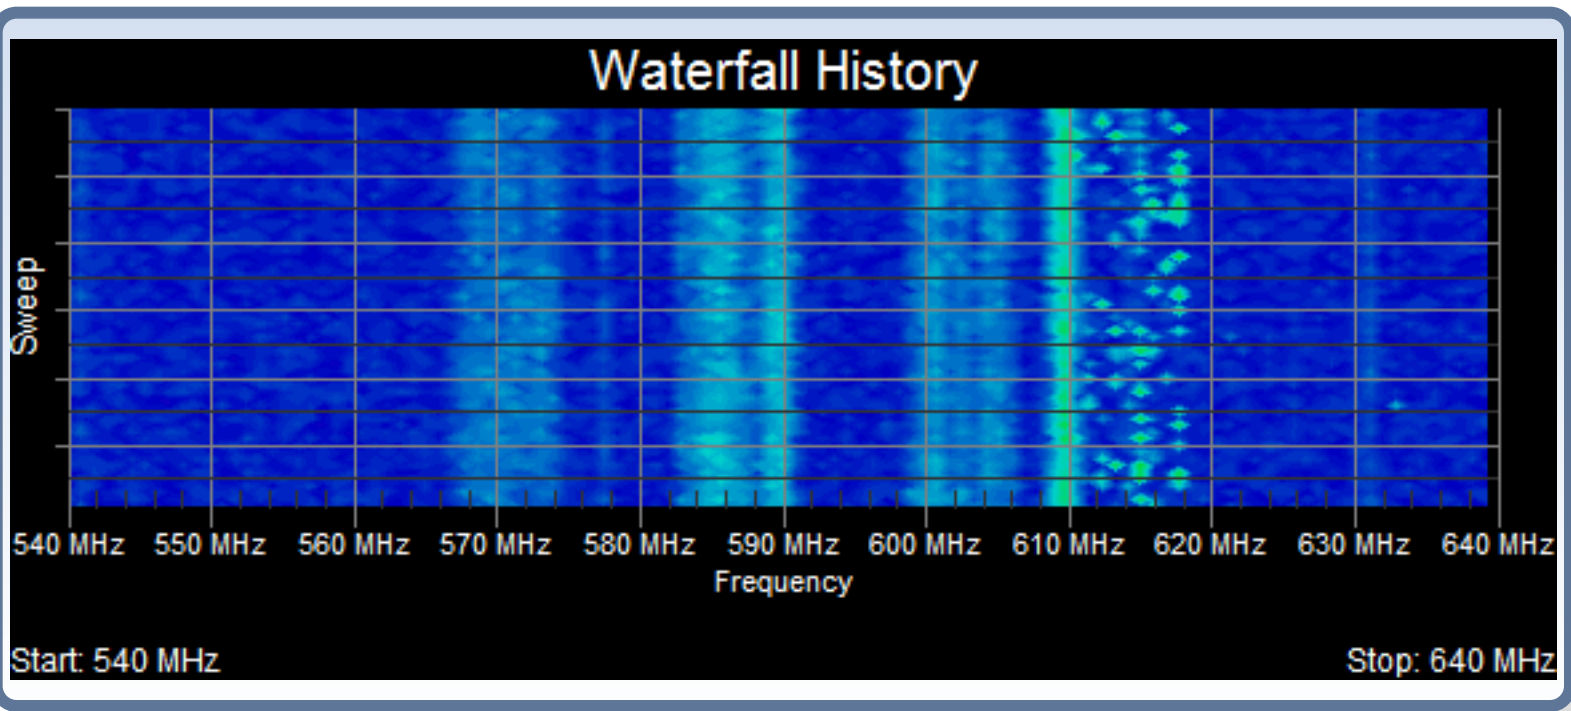 Waterfall History
Sweep
540 MHz 550 MHz 560 MHz 570 MHz 580 MHz 590 MHz 600 MHz 610 MHz 620 MHz 630 MHz 640 MHz
Frequency
Start: 540 MHz Stop: 640 MHz